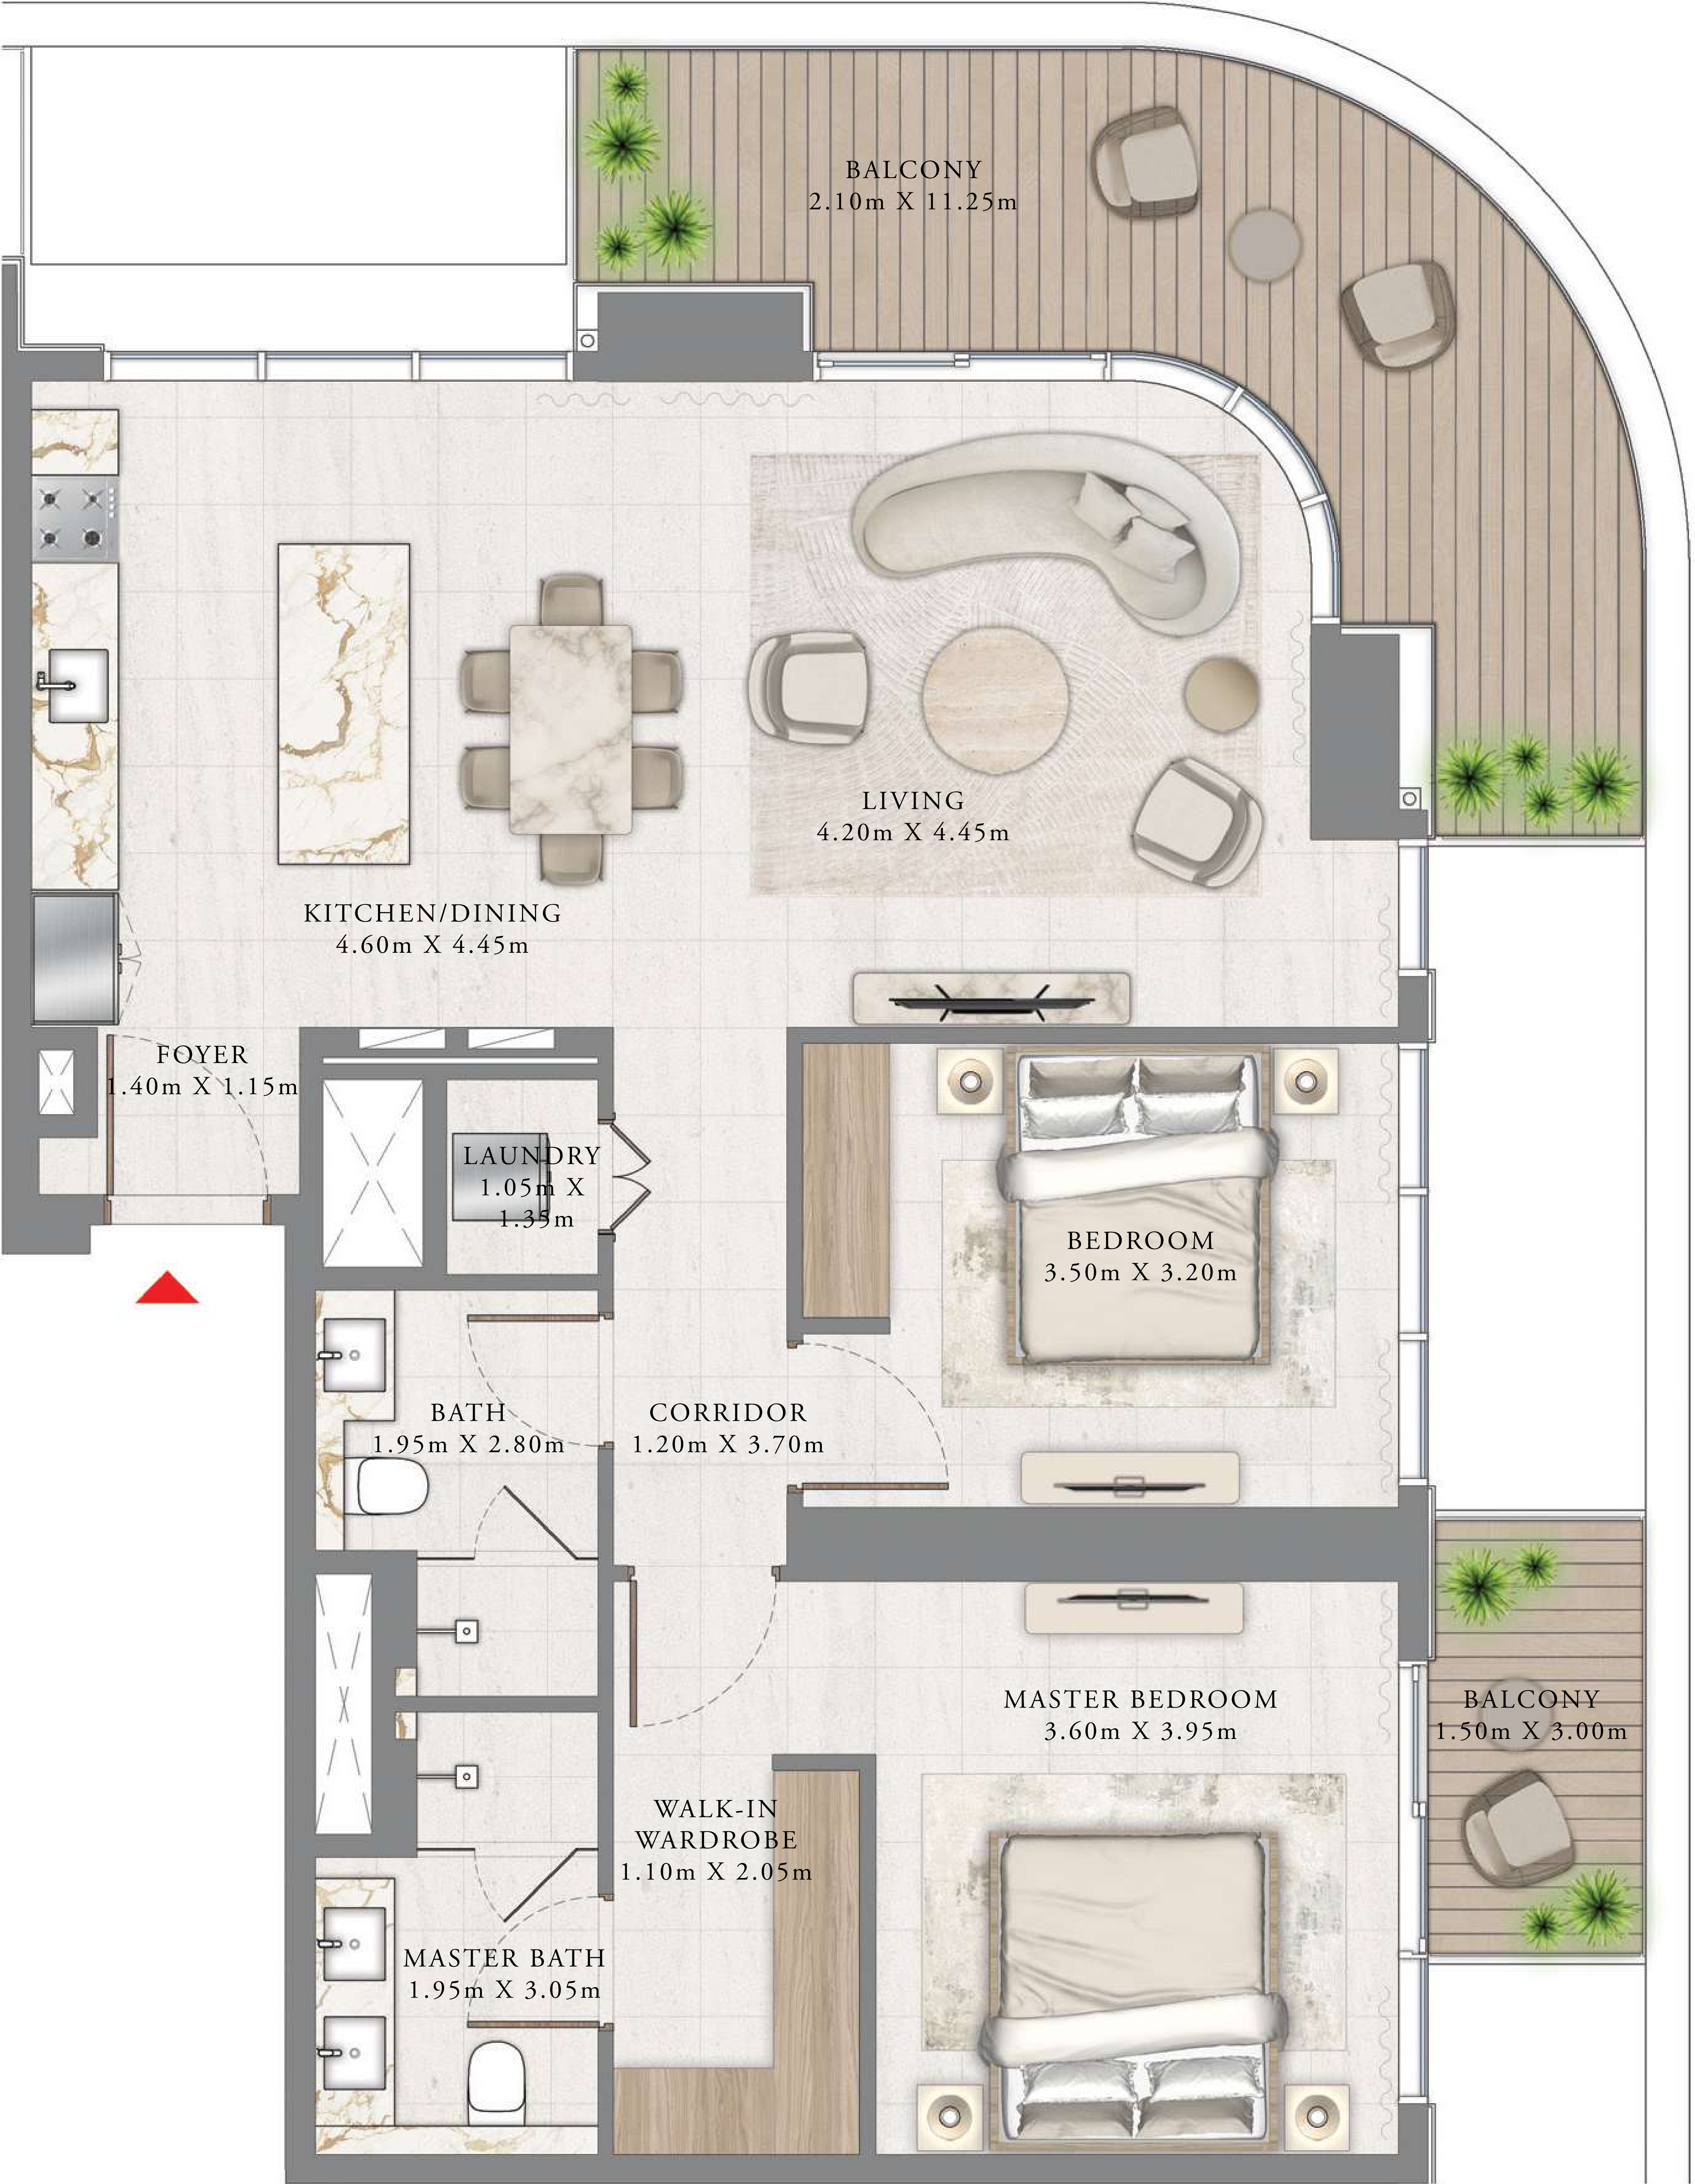 BALCONY
2.10m X 11.25m
LIVING
4.20m X 4.45m
KITCHEN/DINING
4.60m X 4.45m
FOYER
1.40m X 1.15m
LAUNDRY
1.05m X
1.35m
BEDROOM
3.50m X 3.20m
BATH
1.95m X 2.80m
CORRIDOR
1.20m X 3.70m
MASTER BEDROOM
3.60m X 3.95m
BALCONY
1.50m X 3.00m
WALK-IN
WARDROBE
1.10m X 2.05m
MASTER BATH
1.95m X 3.05m